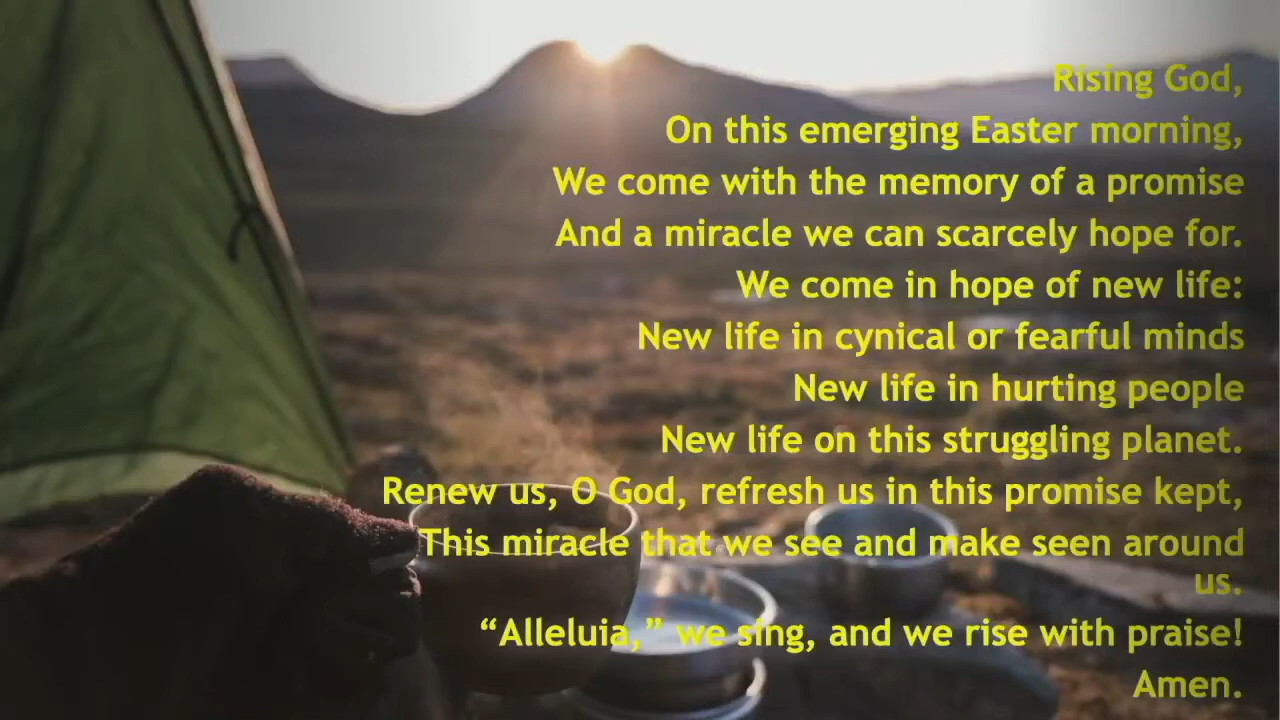 Rising God,
On this emerging Easter morning,
We come with the memory of a promise
And a miracle we can scarcely hope for.
We come in hope of new life:
New life in cynical or fearful minds
New life in hurting people
New life on this struggling planet.
Renew us, O God, refresh us in this promise kept,
This miracle that we see and make seen around
us.
“Alleluia,” we sing, and we rise with praise!
Amen.